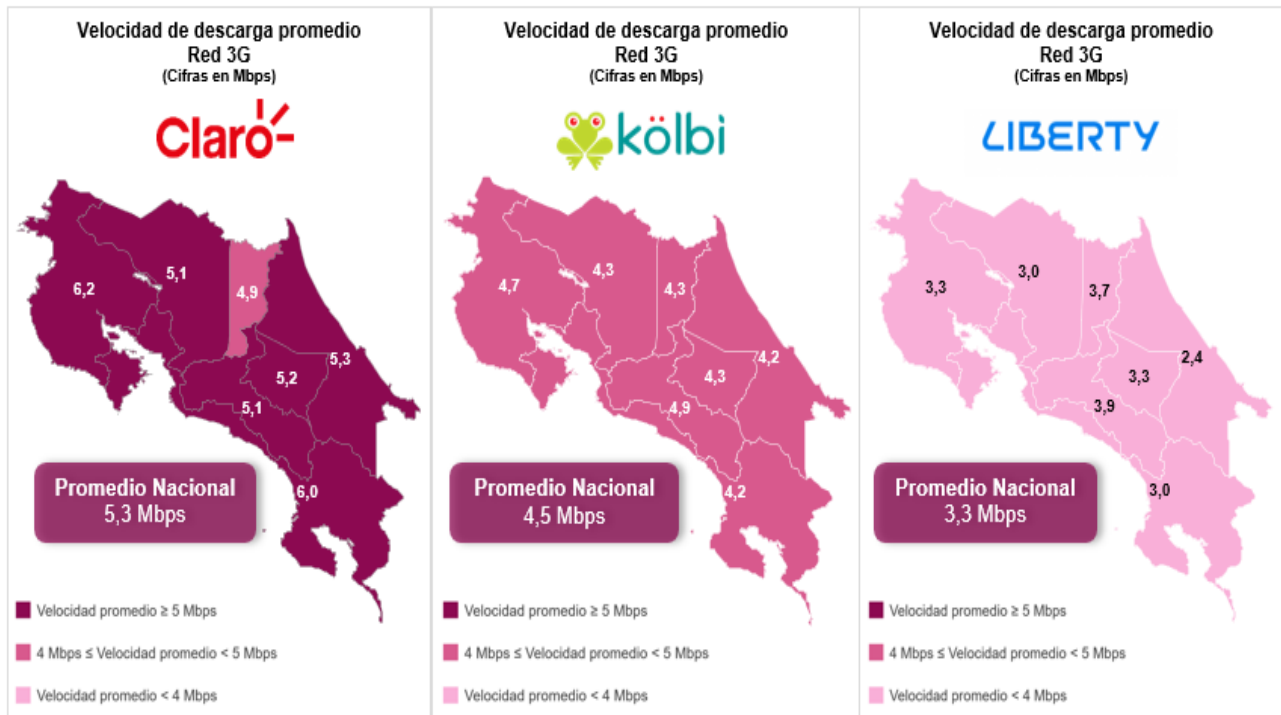 Velocidad de descarga promedio
Red 3G
(Cifras en Mbps)
Claro
6,2
5,1
4,9
5,3
5,2
5,1
6,0
Promedio Nacional
5,3 Mbps
Velocidad promedio ≥ 5 Mbps
4 Mbps ≤ Velocidad promedio < 5 Mbps
Velocidad promedio < 4 Mbps
Velocidad de descarga promedio
Red 3G
(Cifras en Mbps)
kölbi
4,7
4,3
4,3
4,2
4,3
4,9
4,2
Promedio Nacional
4,5 Mbps
Velocidad promedio ≥ 5 Mbps
4 Mbps ≤ Velocidad promedio < 5 Mbps
Velocidad promedio < 4 Mbps
Velocidad de descarga promedio
Red 3G
(Cifras en Mbps)
LIBERTY
3,3
3,0
3,7
2,4
3,3
3,9
3,0
Promedio Nacional
3,3 Mbps
Velocidad promedio ≥ 5 Mbps
4 Mbps ≤ Velocidad promedio < 5 Mbps
Velocidad promedio < 4 Mbps